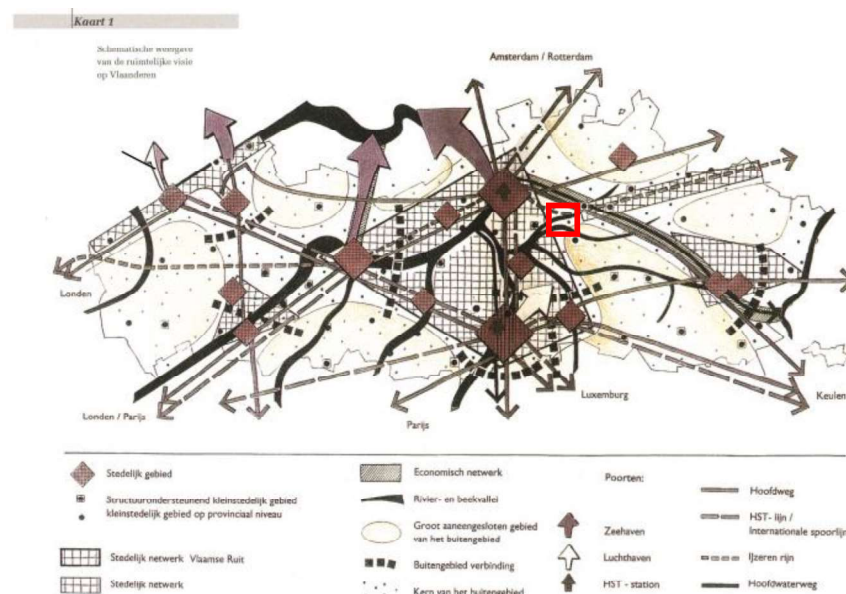 Kaart 1
Schematische weergave
van de ruimtelijke visie
op Vlaanderen
Amsterdam / Rotterdam
Londen
Londen / Parijs
Parijs
Luxemburg
Keulen
Stedelijk gebied
Structuurondersteunend kleinstedelijk gebied
kleinstedelijk gebied op provinciaal niveau
Stedelijk netwerk Vlaamse Ruit
Stedelijk netwerk
Economisch netwerk
Rivier- en beekvallei
Groot aaneengesloten gebied
van het buitengebied
Buitengebied verbinding
Kern van het buitengebied
Poorten:
Zeehaven
Luchthaven
HST - station
Hoofdweg
HST- lijn /
Internationale spoorlijn
IJzeren rijn
Hoofdwaterweg